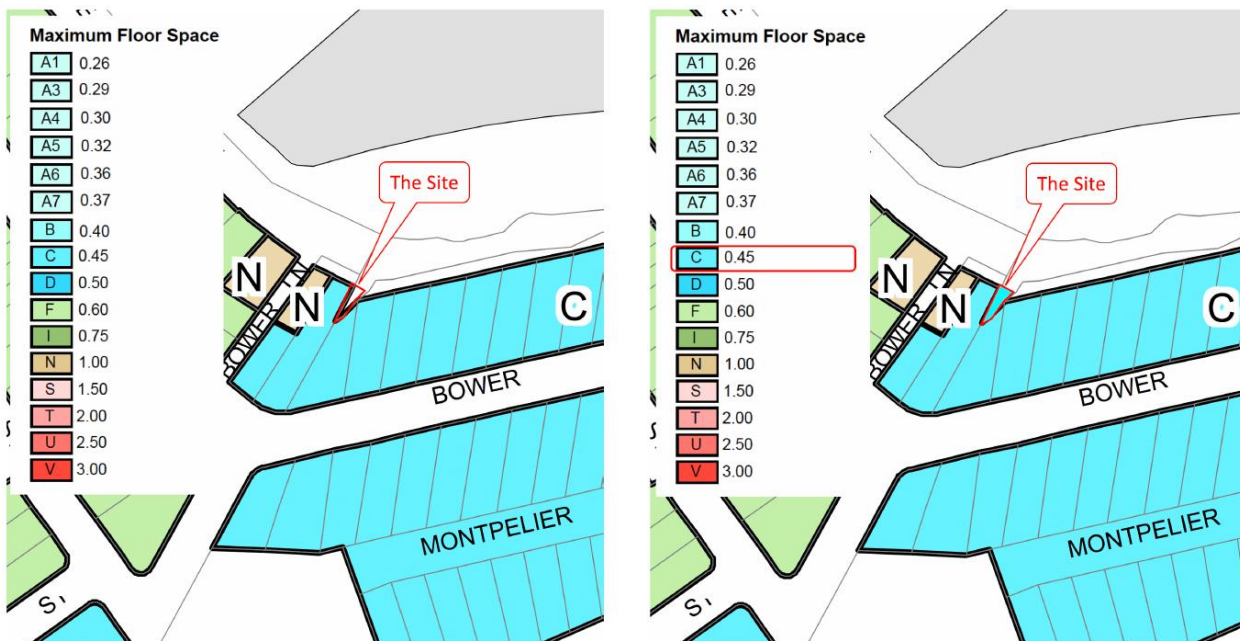 Maximum Floor Space
A1 0.26
A3 0.29
A4 0.30
A5 0.32
A6 0.36
A7 0.37
B 0.40
C 0.45
D 0.50
F 0.60
I 0.75
N 1.00
S 1.50
T 2.00
U 2.50
V 3.00
The Site
N
N
C
BOWER
BOWER
MONTPELIER
Maximum Floor Space
A1 0.26
A3 0.29
A4 0.30
A5 0.32
A6 0.36
A7 0.37
B 0.40
C 0.45
D 0.50
F 0.60
I 0.75
N 1.00
S 1.50
T 2.00
U 2.50
V 3.00
The Site
N
N
C
BOWER
BOWER
MONTPELIER